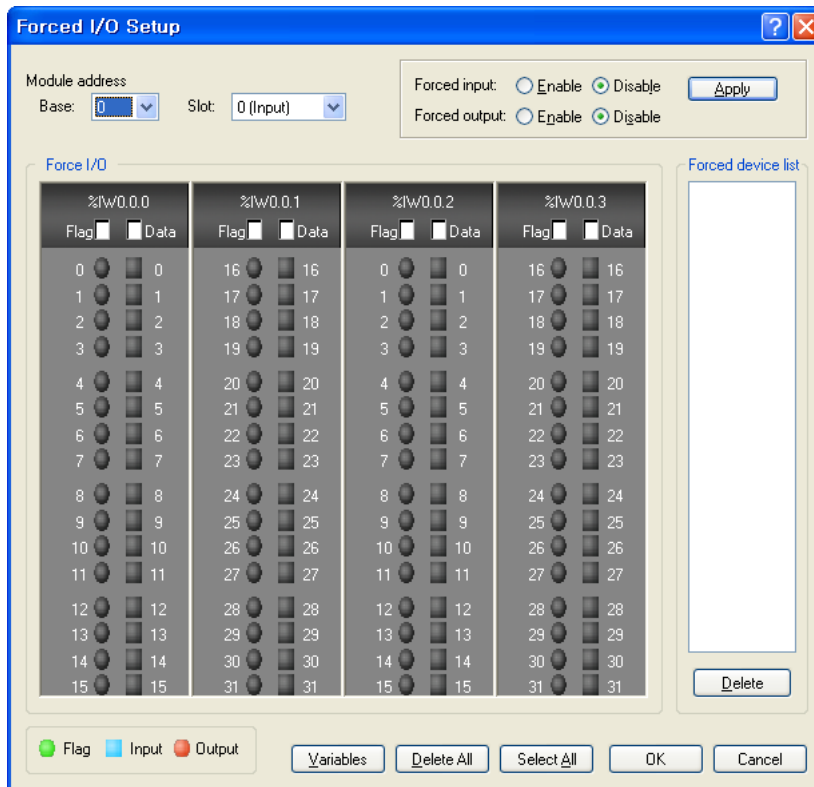 Forced I/O Setup
Module address
Base: 0 Slot: 0 (Input)
Forced input: Enable Disable Apply
Forced output: Enable Disable
Force I/O Forced device list
%IW0.0.0 %IW0.0.1 %IW0.0.2 %IW0.0.3
Flag Data Flag Data Flag Data Flag Data
0 0 16 16 0 0 16 16
1 1 17 17 1 1 17 17
2 2 18 18 2 2 18 18
3 3 19 19 3 3 19 19
4 4 20 20 4 4 20 20
5 5 21 21 5 5 21 21
6 6 22 22 6 6 22 22
7 7 23 23 7 7 23 23
8 8 24 24 8 8 24 24
9 9 25 25 9 9 25 25
10 10 26 26 10 10 26 26
11 11 27 27 11 11 27 27
12 12 28 28 12 12 28 28
13 13 29 29 13 13 29 29
14 14 30 30 14 14 30 30
15 15 31 31 15 15 31 31
Delete
Flag Input Output
Variables Delete All Select All OK Cancel